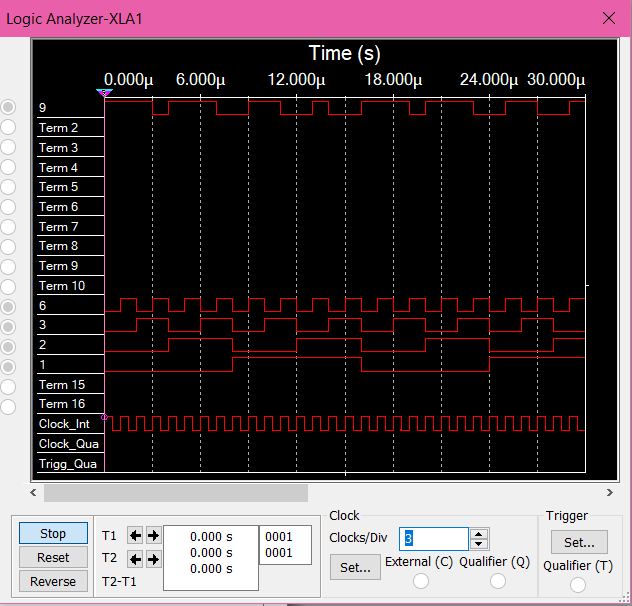 Logic Analyzer-XLA1
Time (s)
0.000µ 6.000µ 12.000µ 18.000µ 24.000µ 30.000µ
9
Term 2
Term 3
Term 4
Term 5
Term 6
Term 7
Term 8
Term 9
Term 10
6
3
2
1
Term 15
Term 16
Clock_Int
Clock_Qua
Trigg_Qua
Stop
Reset
Reverse
T1
T2
T2-T1
0.000 s
0.000 s
0.000 s
0001
0001
Clock
Clocks/Div 3
Set... External (C) Qualifier (Q)
Trigger
Set...
Qualifier (T)